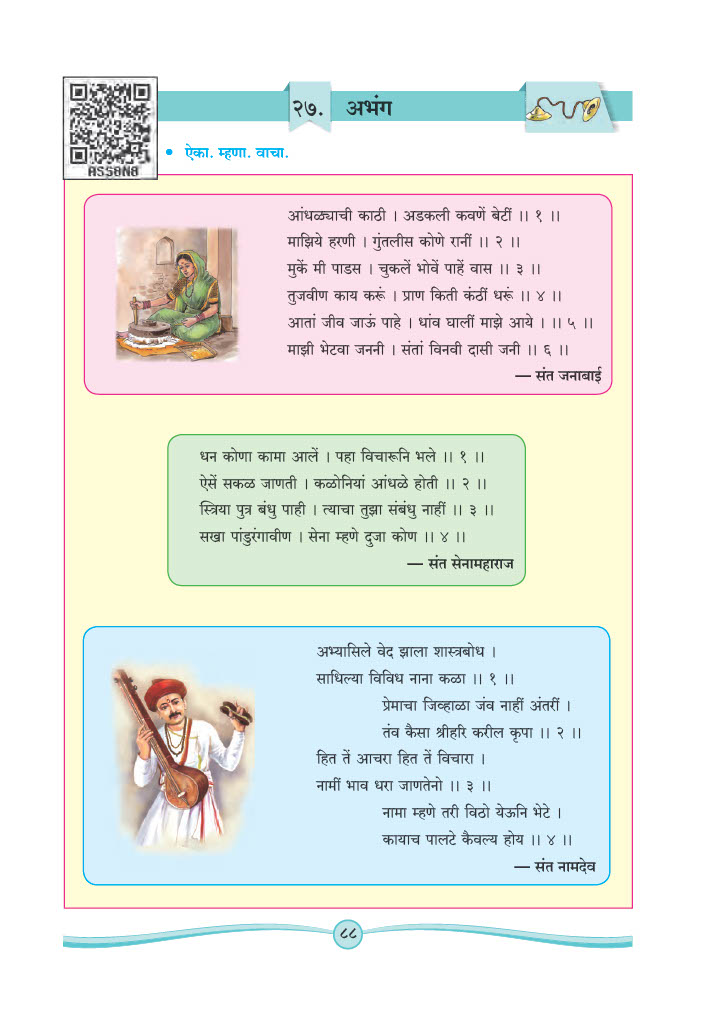 २७. अभंग
• ऐका. म्हणा. वाचा.
A5S8N8
आंधळ्याची काठी । अडकली कवणें बेटीं ।। १ ।।
माझिये हरणी । गुंतलीस कोणे रानीं ।। २ ।।
मुकें मी पाडस । चुकलें भोवें पाहें वास ।। ३ ।।
तुजवीण काय करूं । प्राण किती कंठीं धरूं ।। ४ ।।
आतां जीव जाऊं पाहे । धांव घालीं माझे आये । ।। ५ ।।
माझी भेटवा जननी । संतां विनवी दासी जनी ।। ६ ।।
— संत जनाबाई
धन कोणा कामा आलें । पहा विचारूनि भले ।। १ ।।
ऐसें सकळ जाणती । कळोनियां आंधळे होती ।। २ ।।
स्त्रिया पुत्र बंधु पाही । त्याचा तुझा संबंधु नाहीं ।। ३ ।।
सखा पांडुरंगावीण । सेना म्हणे दुजा कोण ।। ४ ।।
— संत सेनामहाराज
अभ्यासिले वेद झाला शास्त्रबोध ।
साधिल्या विविध नाना कळा ।। १ ।।
प्रेमाचा जिव्हाळा जंव नाहीं अंतरीं ।
तंव कैसा श्रीहरि करील कृपा ।। २ ।।
हित तें आचरा हित तें विचारा ।
नामीं भाव धरा जाणतेनो ।। ३ ।।
नामा म्हणे तरी विठो येऊनि भेटे ।
कायाच पालटे कैवल्य होय ।। ४ ।।
— संत नामदेव
८८